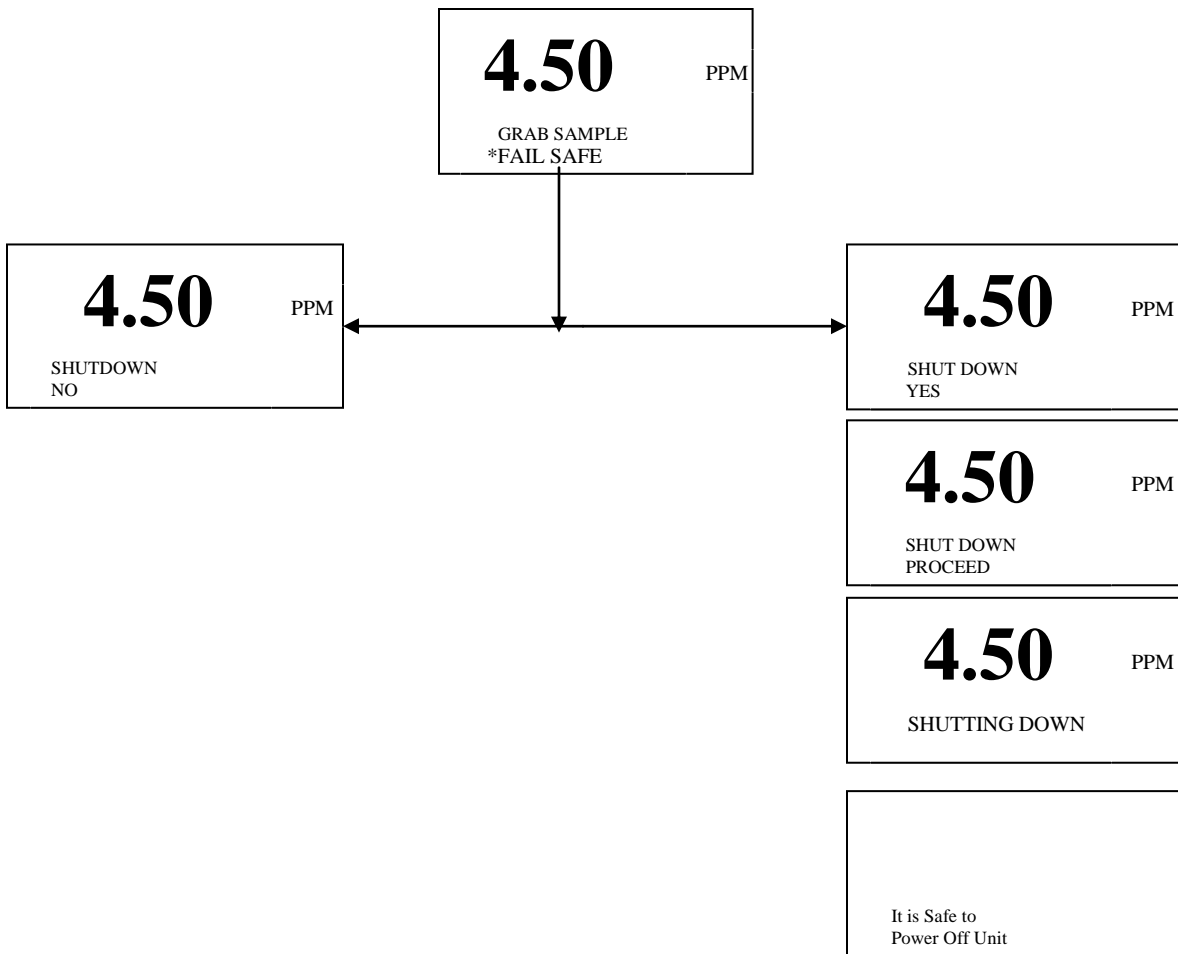 4.50 PPM
GRAB SAMPLE
*FAIL SAFE
4.50 PPM
SHUTDOWN
NO
4.50 PPM
SHUT DOWN
YES
4.50 PPM
SHUT DOWN
PROCEED
4.50 PPM
SHUTTING DOWN
It is Safe to
Power Off Unit